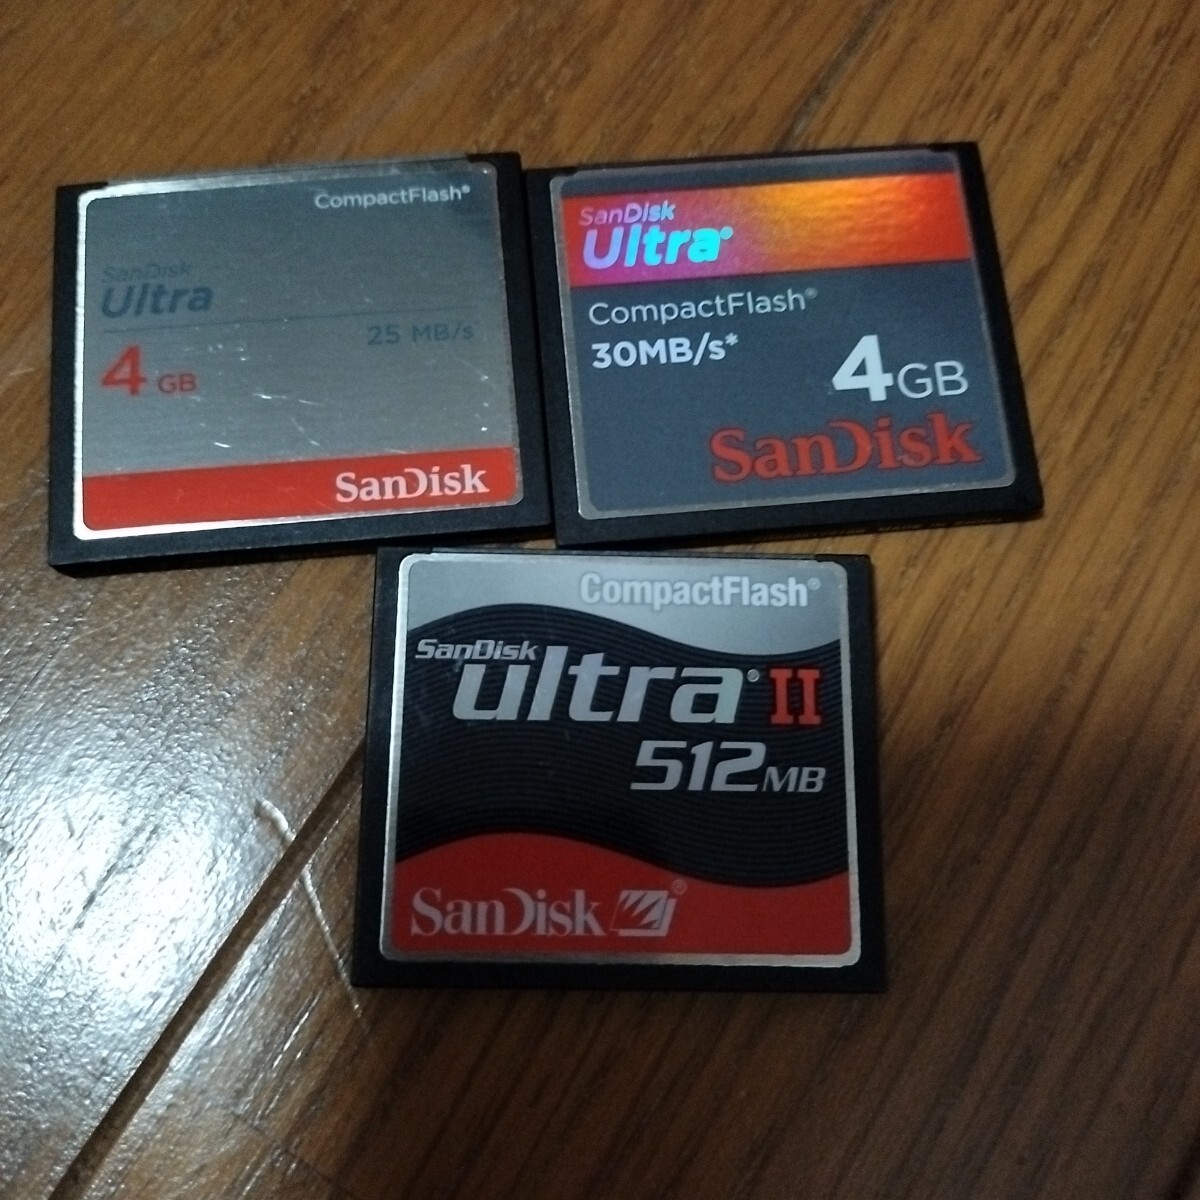 CompactFlash®
SanDisk
Ultra
25 MB/s
4 GB
SanDisk
SanDisk
Ultra®
CompactFlash®
30MB/s*
4GB
SanDisk
CompactFlash®
SanDisk
ultra® II
512MB
SanDisk ®